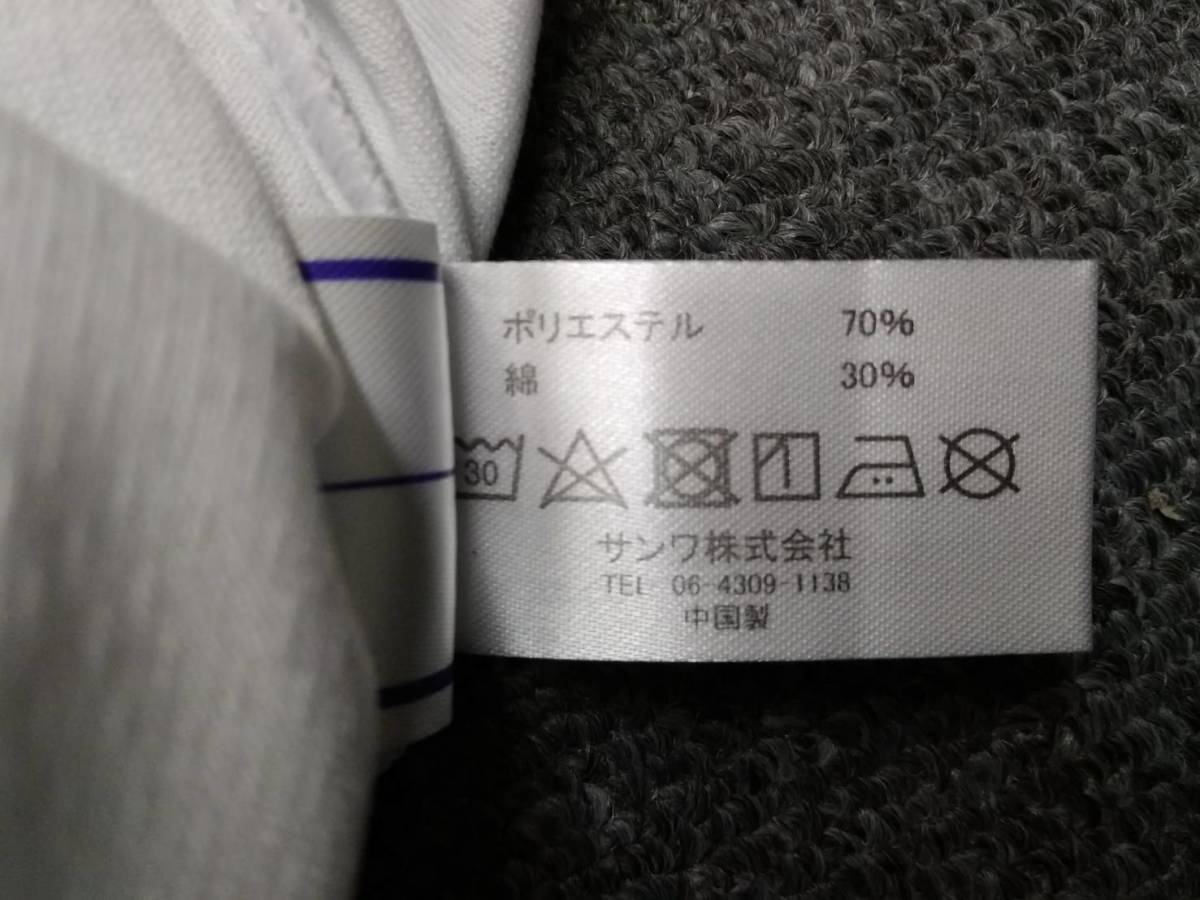 ポリエステル 70%
綿 30%
30
サンワ株式会社
TEL 06-4309-1138
中国製